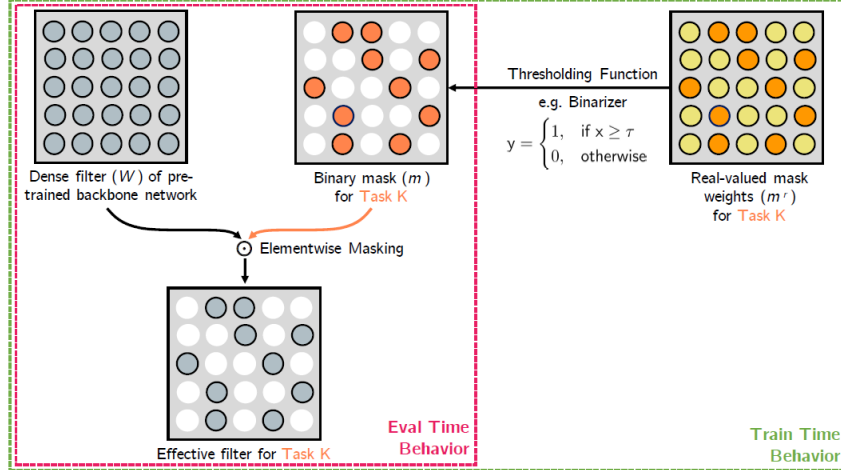 Dense filter (W) of pre-
trained backbone network
Binary mask (m)
for Task K
Thresholding Function
e.g. Binarizer
y = {1, if x ≥ τ
0, otherwise
Real-valued mask
weights (mʳ)
for Task K
⊙ Elementwise Masking
Effective filter for Task K
Eval Time
Behavior
Train Time
Behavior